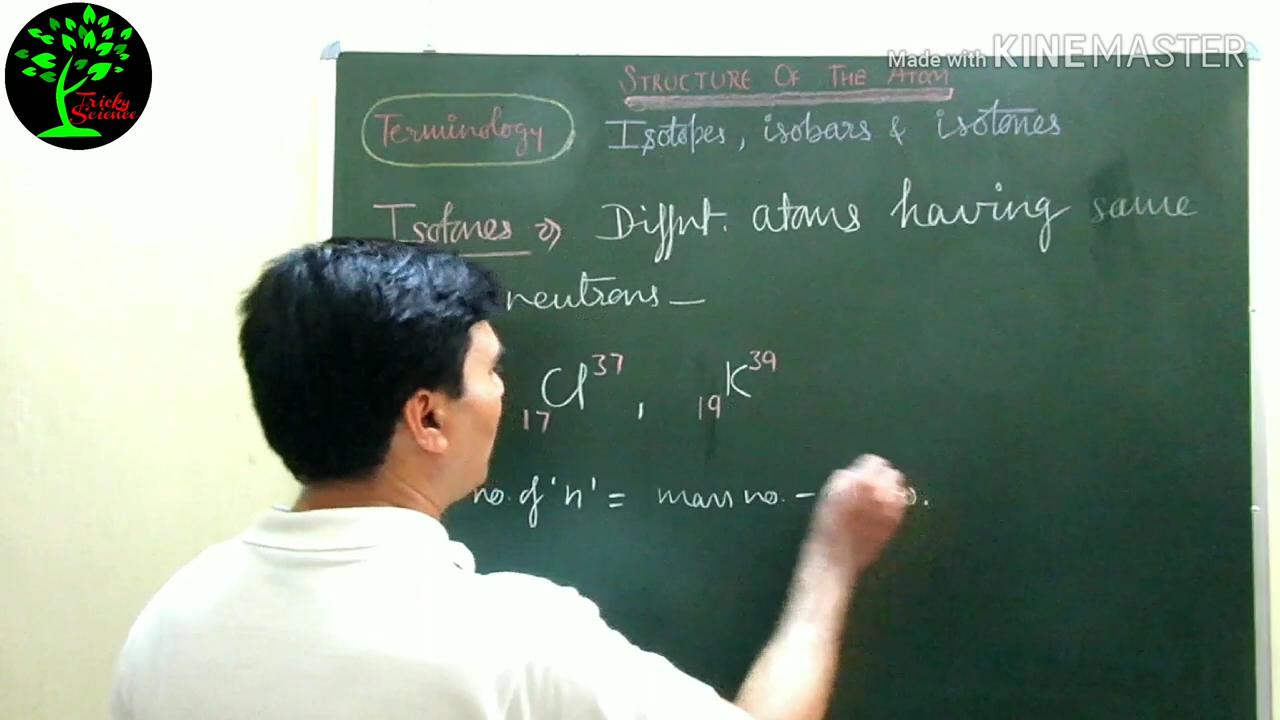 Tricky
Science
Made with KINEMASTER
STRUCTURE OF THE ATOM
Terminology
Isotopes, isobars & isotones
Isotones ⇒ Diffnt. atoms having same
neutrons —
₁₇Cl³⁷, ₁₉K³⁹
no. of 'n' = mass no. -